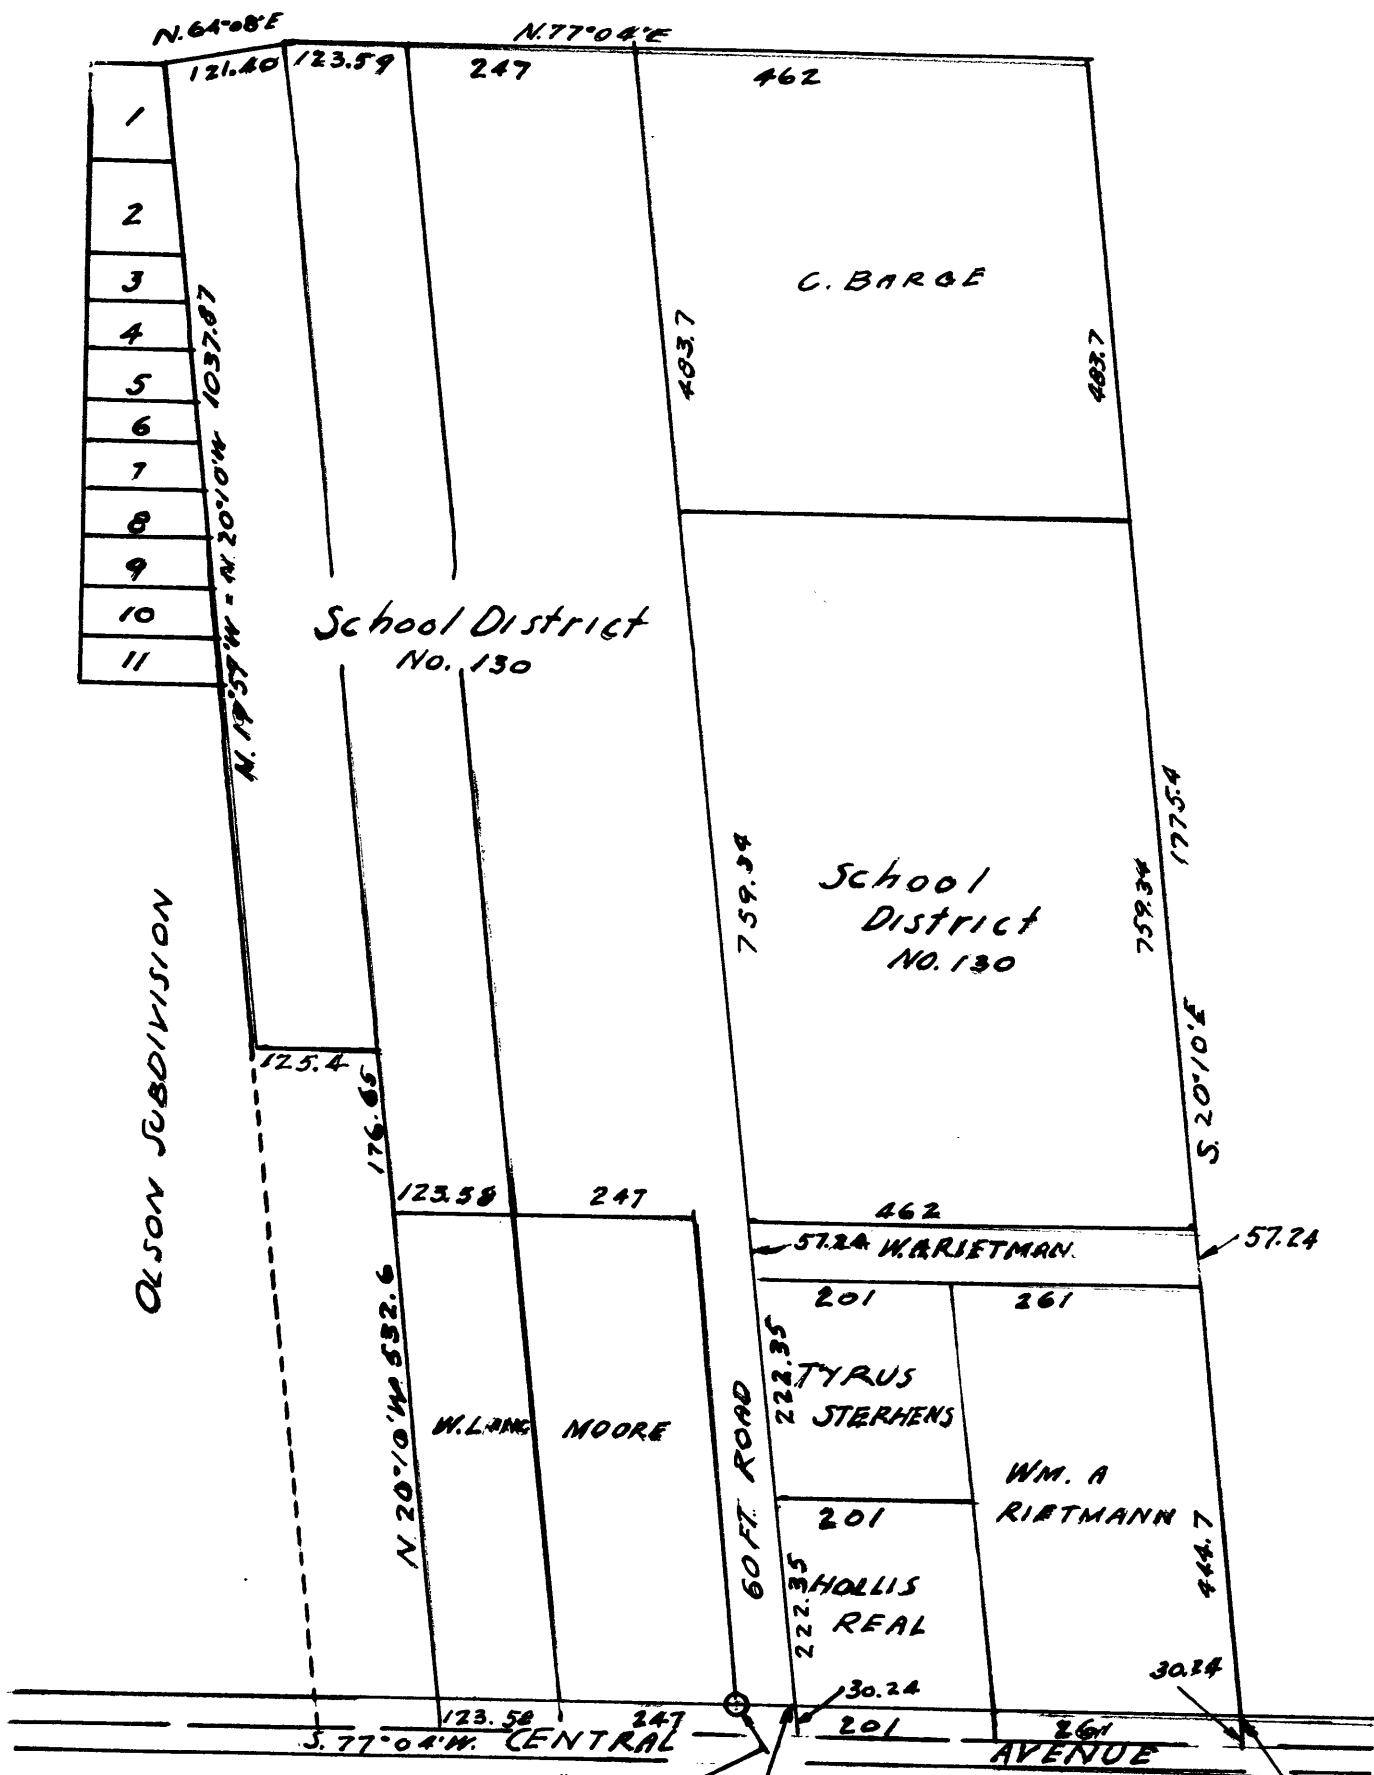 N.64°08'E
N.77°04'E
121.40
123.59
247
462
1
2
3
4
5
6
7
8
9
10
11
N. 19°59'W = N. 20°10'W 1037.87
C. BARGE
483.7
483.7
School District
No. 130
759.34
School
District
No. 130
759.34
1775.4
S. 20°10'E
OLSON SUBDIVISION
125.4
176.65
123.58
247
462
57.24 W.A.RIETMAN.
57.24
201
261
N 20°10'W. 532.6
W.LANG
MOORE
60 FT. ROAD
222.35
TYRUS
STERHENS
WM. A
RIETMANN
201
222.35
HOLLIS
REAL
444.7
30.24
30.24
123.58
247
201
261
S. 77°04'W. CENTRAL
AVENUE